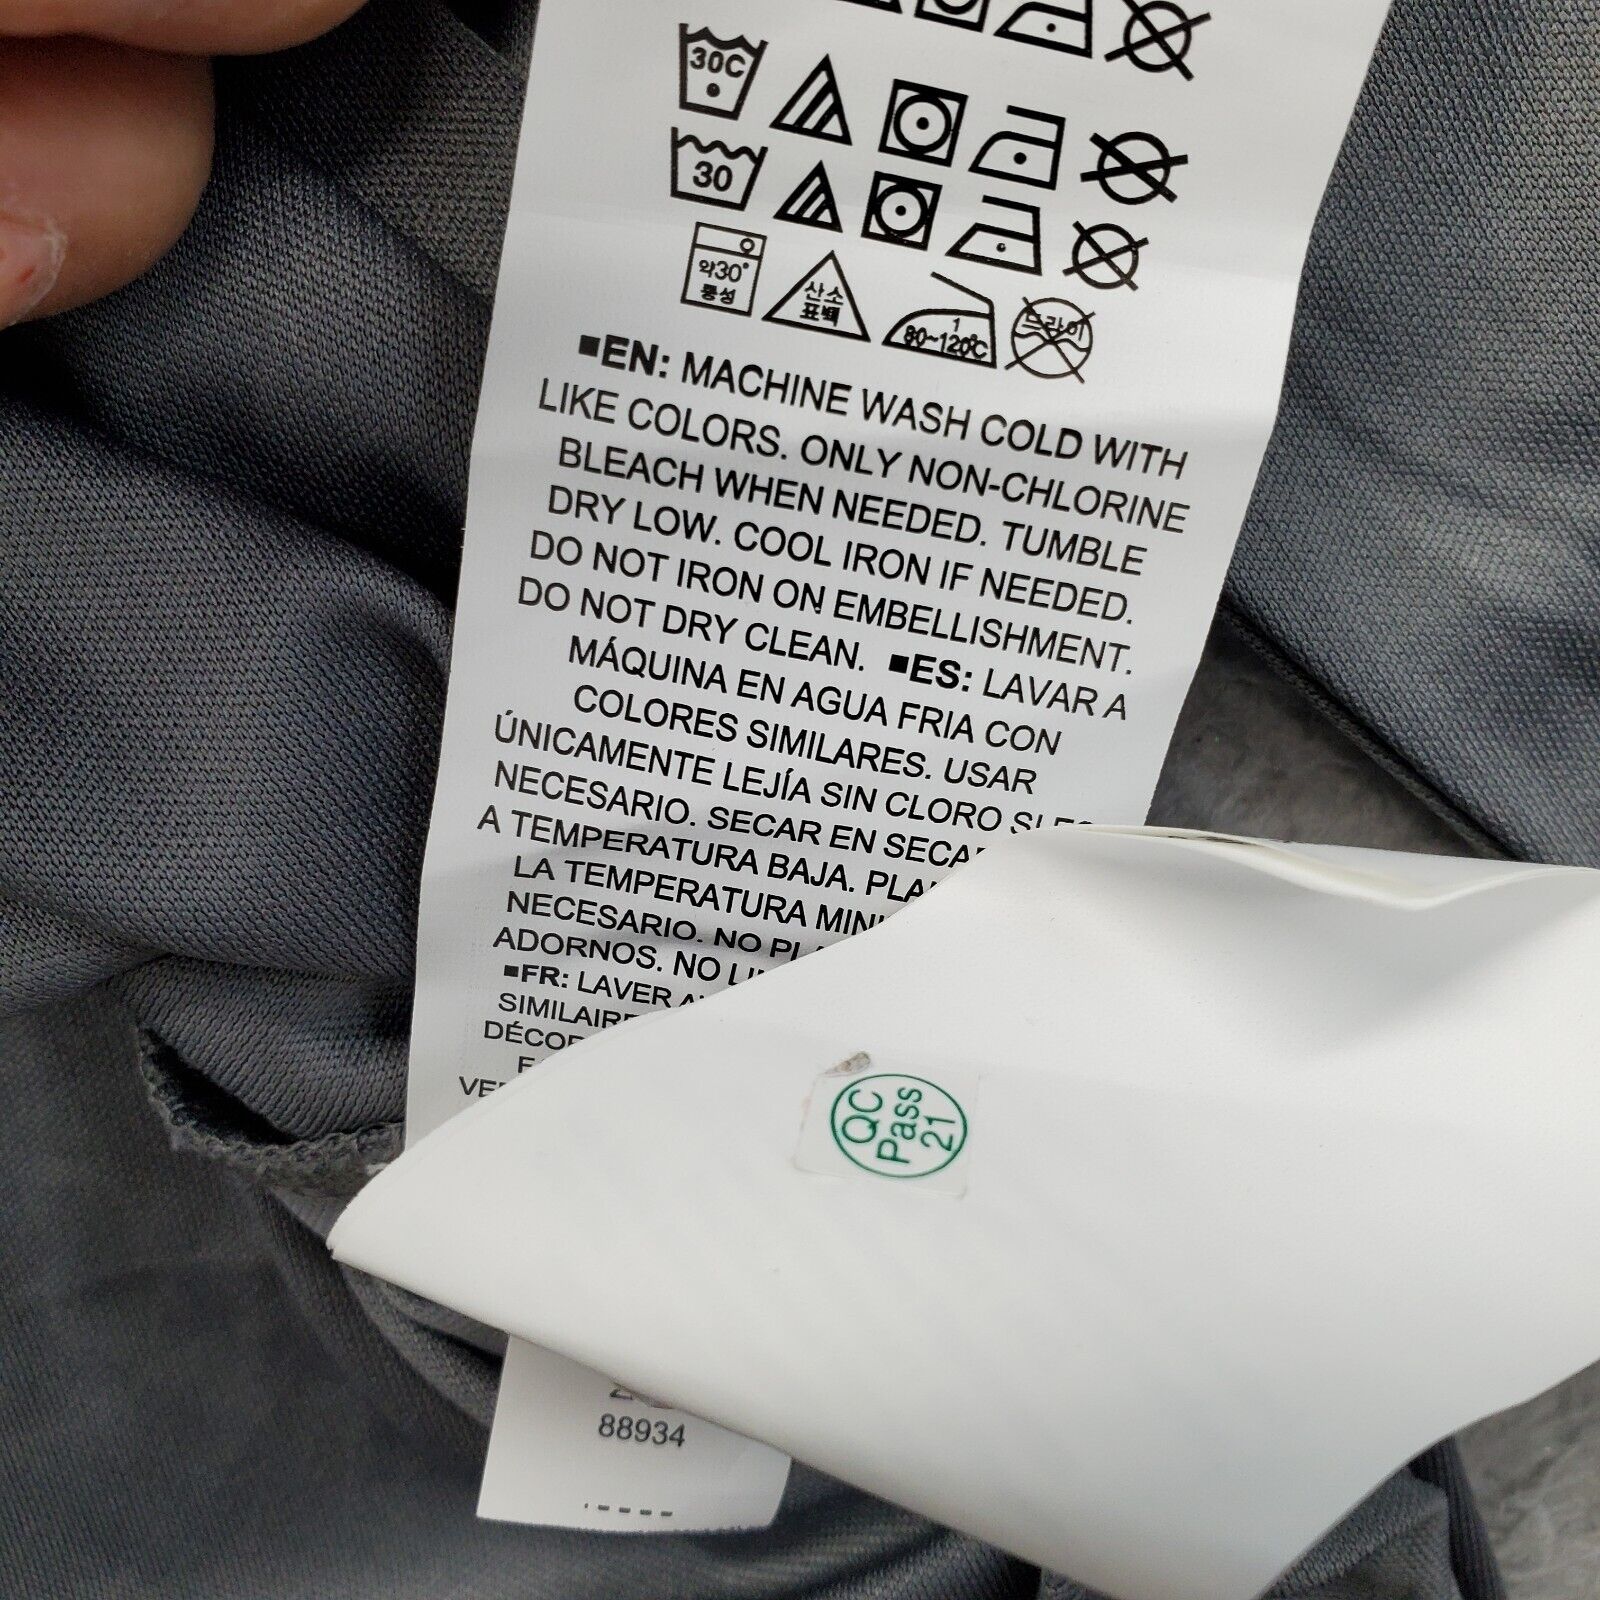 30C
30
약30°
중성
산소
표백
1
80~120℃
드라이
■EN: MACHINE WASH COLD WITH
LIKE COLORS. ONLY NON-CHLORINE
BLEACH WHEN NEEDED. TUMBLE
DRY LOW. COOL IRON IF NEEDED.
DO NOT IRON ON EMBELLISHMENT.
DO NOT DRY CLEAN. ■ES: LAVAR A
MÁQUINA EN AGUA FRIA CON
COLORES SIMILARES. USAR
ÚNICAMENTE LEJÍA SIN CLORO
NECESARIO. SECAR EN
A TEMPERATURA BAJA.
LA TEMPERATURA
NECESARIO. NO
ADORNOS. NO
■FR: LAVER
QC
Pass
21
88934